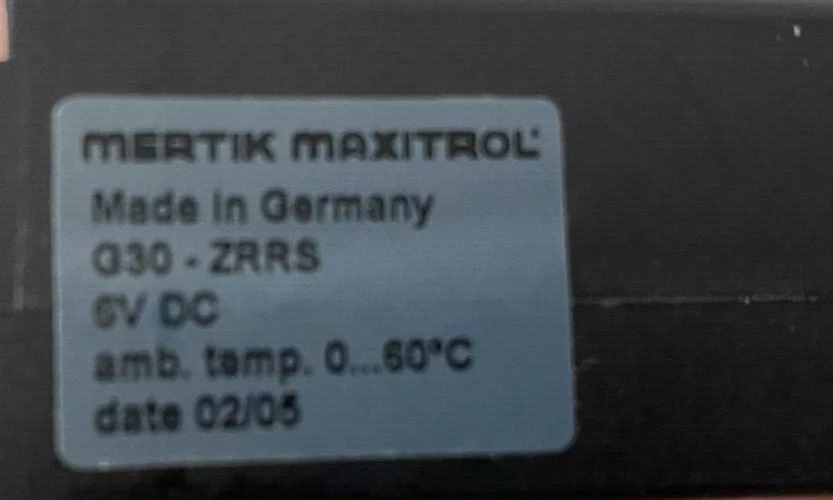 MERTIK MAXITROL
Made in Germany
G30 - ZRRS
6V DC
amb. temp. 0...60°C
date 02/05